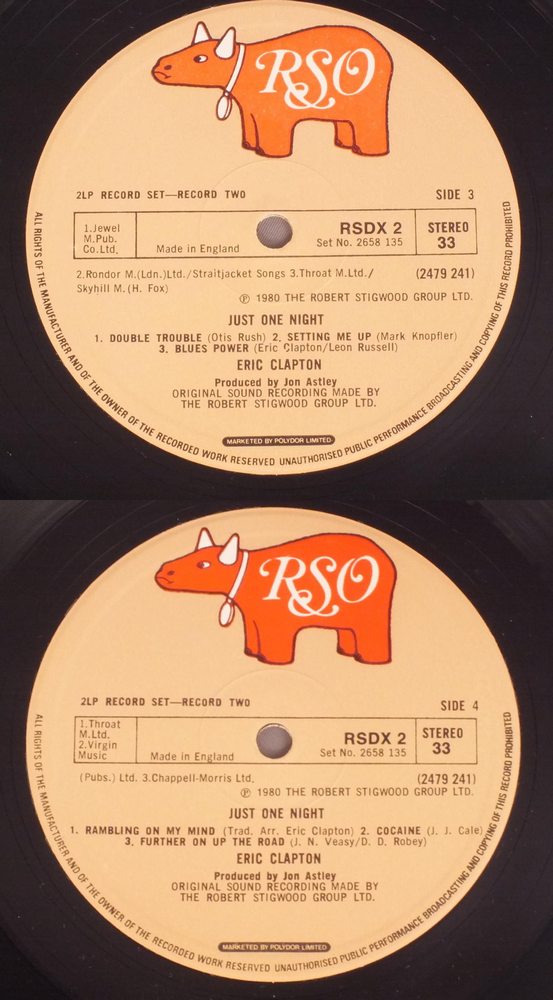 RSO
2LP RECORD SET—RECORD TWO
SIDE 3
1.Jewel
M.Pub.
Co.Ltd.
Made in England
RSDX 2
Set No. 2658 135
STEREO
33
2.Rondor M.(Ldn.)Ltd./Straitjacket Songs 3.Throat M.Ltd./
Skyhill M.(H. Fox)
(2479 241)
℗ 1980 THE ROBERT STIGWOOD GROUP LTD.
JUST ONE NIGHT
1. DOUBLE TROUBLE (Otis Rush) 2. SETTING ME UP (Mark Knopfler)
3. BLUES POWER (Eric Clapton/Leon Russell)
ERIC CLAPTON
Produced by Jon Astley
ORIGINAL SOUND RECORDING MADE BY
THE ROBERT STIGWOOD GROUP LTD.
MARKETED BY POLYDOR LIMITED
ALL RIGHTS OF THE MANUFACTURER AND OF THE OWNER OF THE RECORDED WORK RESERVED UNAUTHORISED PUBLIC PERFORMANCE BROADCASTING AND COPYING OF THIS RECORD PROHIBITED
RSO
2LP RECORD SET—RECORD TWO
SIDE 4
1.Throat
M.Ltd.
2.Virgin
Music
Made in England
RSDX 2
Set No. 2658 135
STEREO
33
(Pubs.) Ltd. 3.Chappell-Morris Ltd.
(2479 241)
℗ 1980 THE ROBERT STIGWOOD GROUP LTD.
JUST ONE NIGHT
1. RAMBLING ON MY MIND (Trad. Arr. Eric Clapton) 2. COCAINE (J. J. Cale)
3. FURTHER ON UP THE ROAD (J. N. Veasy/D. D. Robey)
ERIC CLAPTON
Produced by Jon Astley
ORIGINAL SOUND RECORDING MADE BY
THE ROBERT STIGWOOD GROUP LTD.
MARKETED BY POLYDOR LIMITED
ALL RIGHTS OF THE MANUFACTURER AND OF THE OWNER OF THE RECORDED WORK RESERVED UNAUTHORISED PUBLIC PERFORMANCE BROADCASTING AND COPYING OF THIS RECORD PROHIBITED